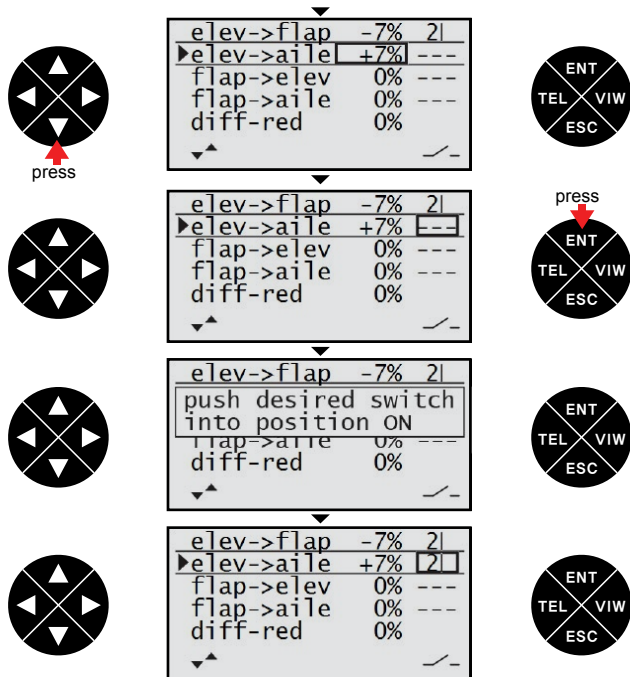 elev->flap -7% 2|
elev->aile +7% ---
flap->elev 0% ---
flap->aile 0% ---
diff-red 0%
ENT
TEL VIW
ESC
press
elev->flap -7% 2|
elev->aile +7% ---
flap->elev 0% ---
flap->aile 0% ---
diff-red 0%
press
ENT
TEL VIW
ESC
elev->flap -7% 2|
push desired switch
into position ON
flap->aile 0% ---
diff-red 0%
ENT
TEL VIW
ESC
elev->flap -7% 2|
elev->aile +7% 2|
flap->elev 0% ---
flap->aile 0% ---
diff-red 0%
ENT
TEL VIW
ESC